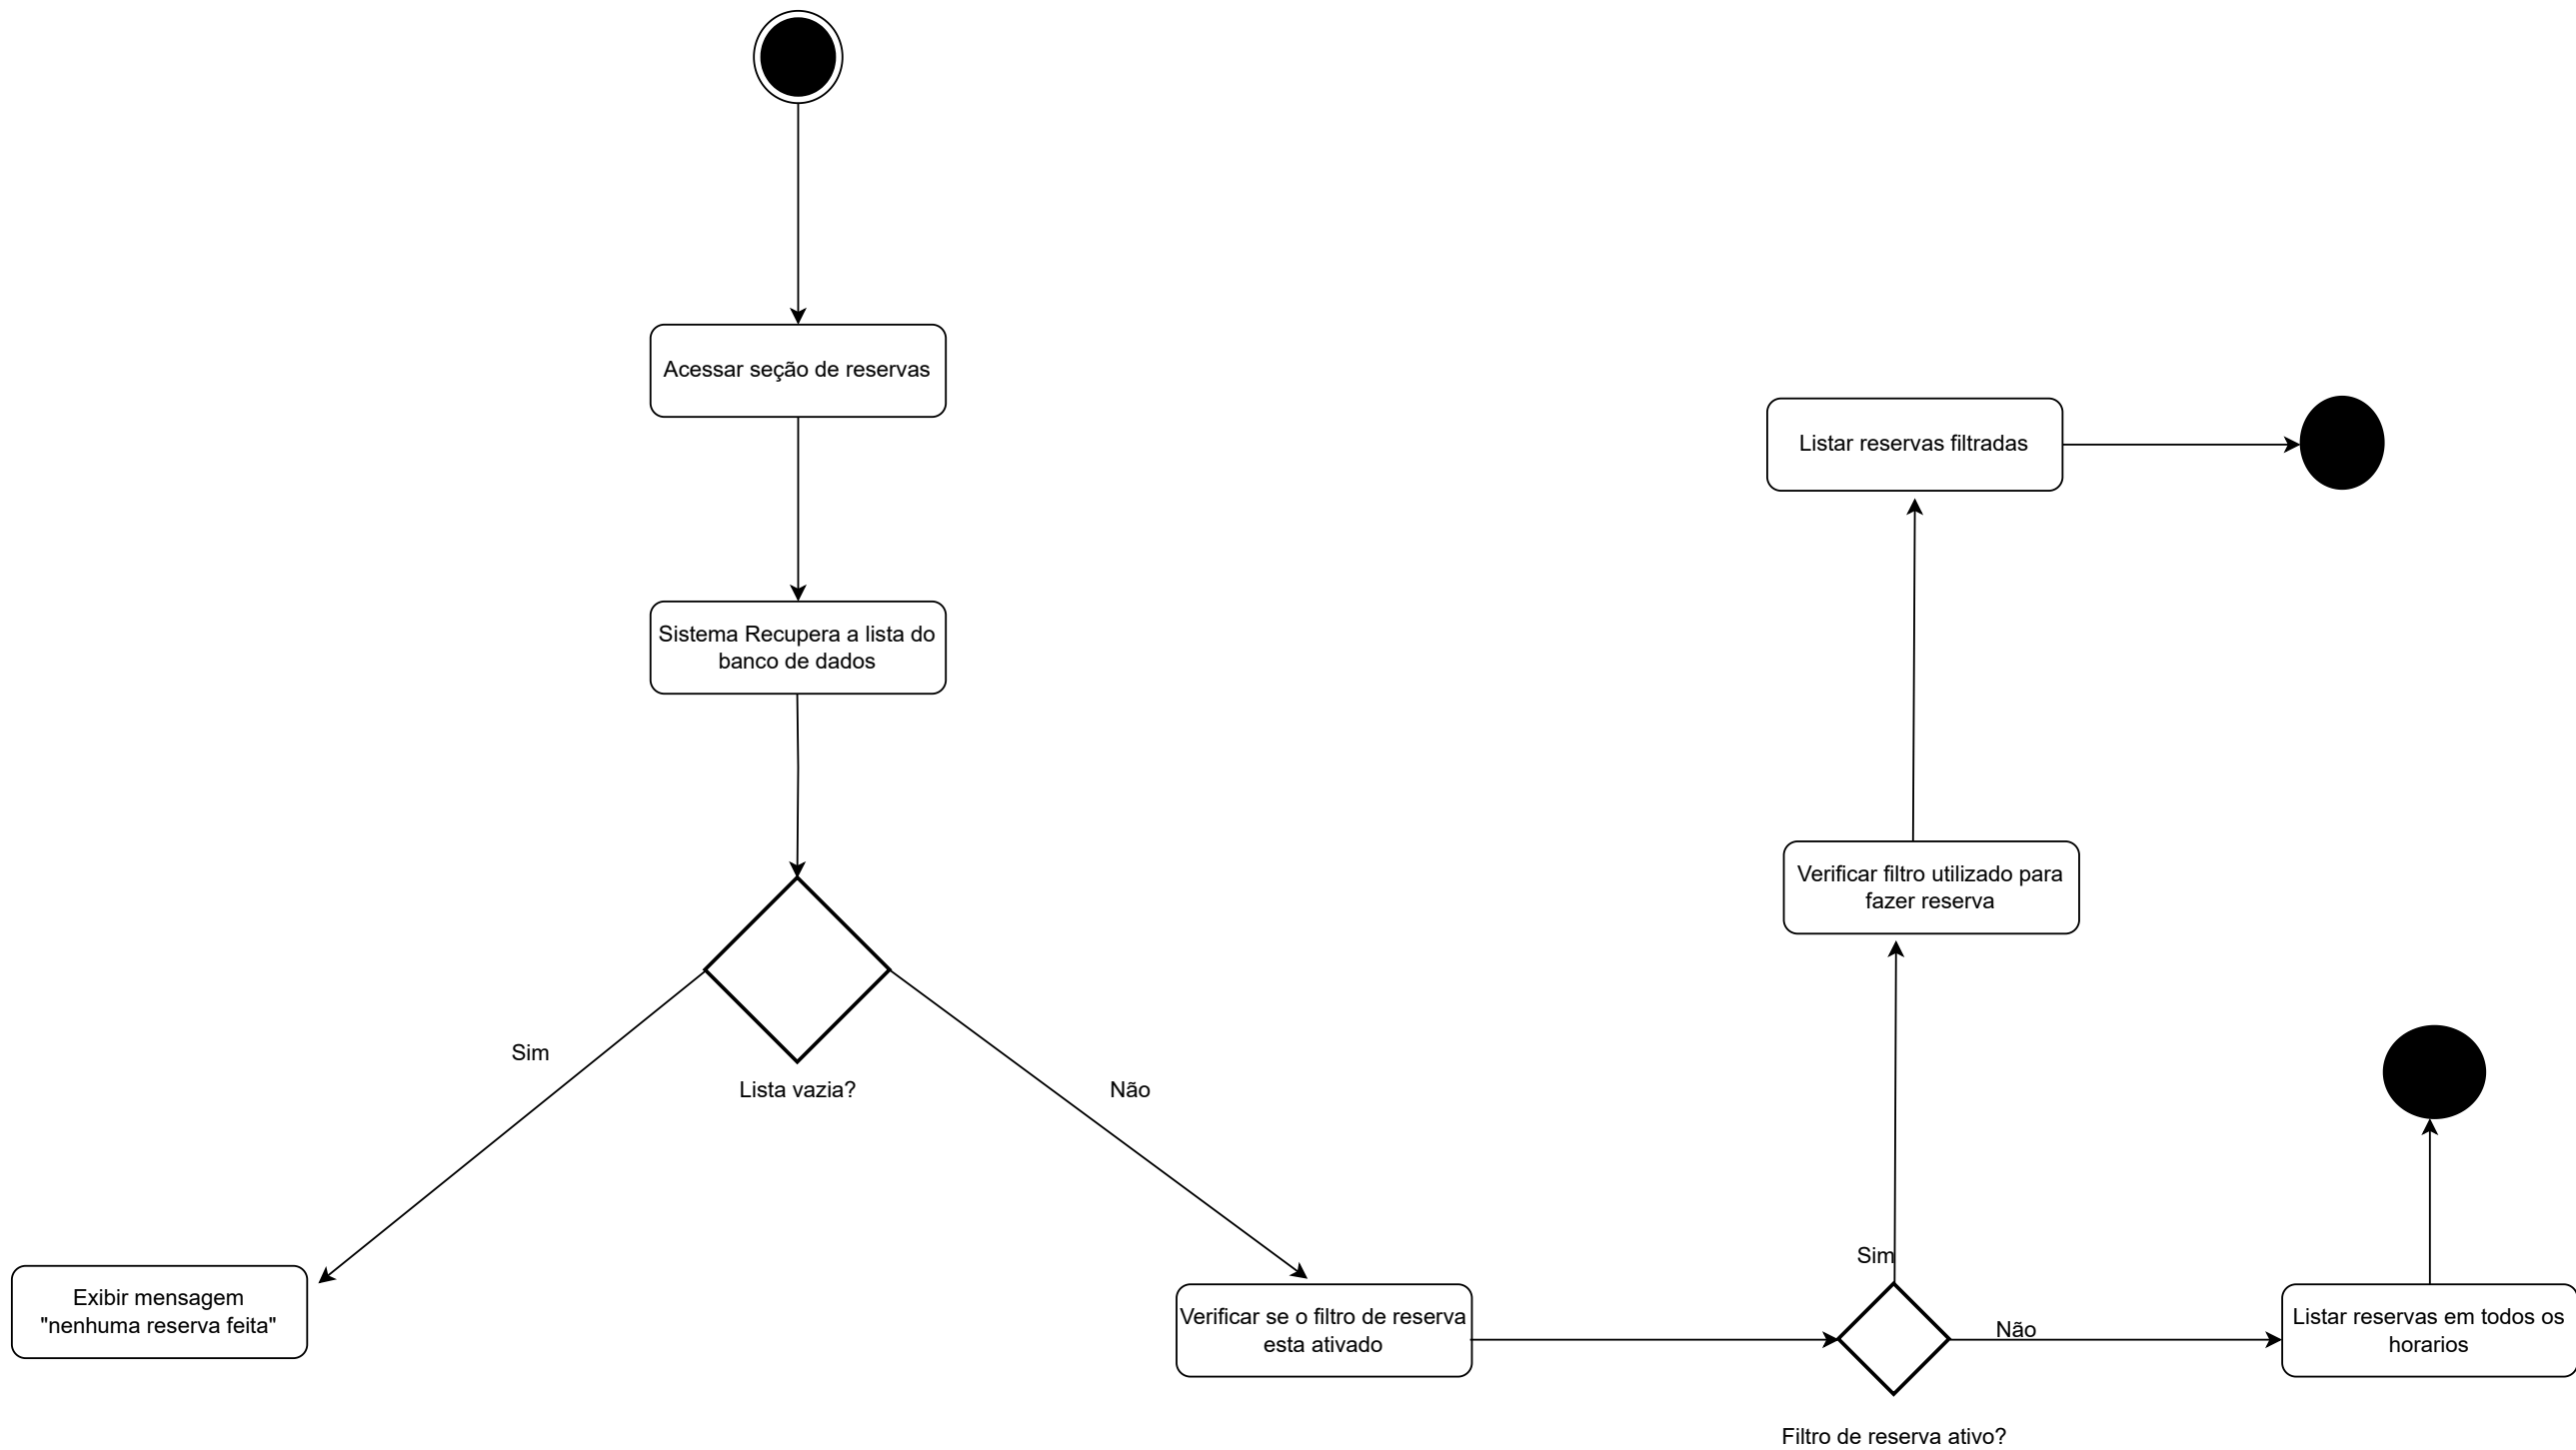 Acessar seção de reservas
Listar reservas filtradas
Sistema Recupera a lista do
banco de dados
Verificar filtro utilizado para
fazer reserva
Sim
Lista vazia?
Não
Sim
Exibir mensagem
"nenhuma reserva feita"
Verificar se o filtro de reserva
esta ativado
Não
Listar reservas em todos os
horarios
Filtro de reserva ativo?